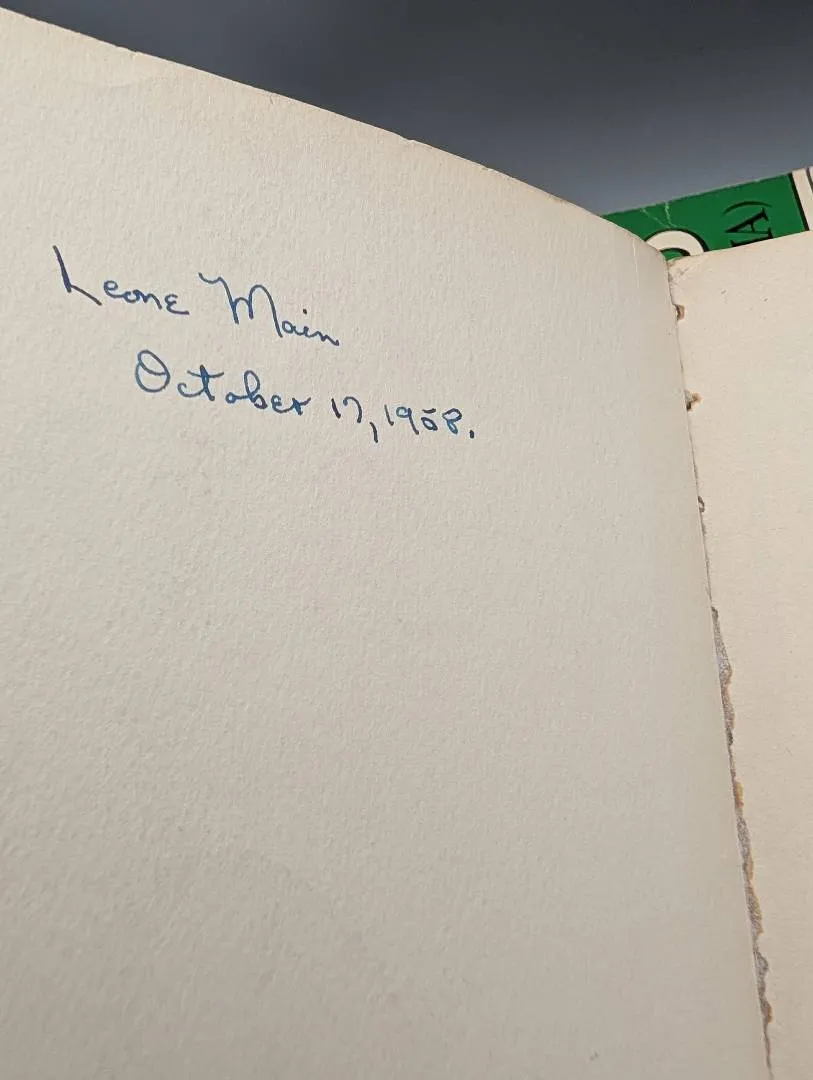 Leone Main
October 17, 1958.